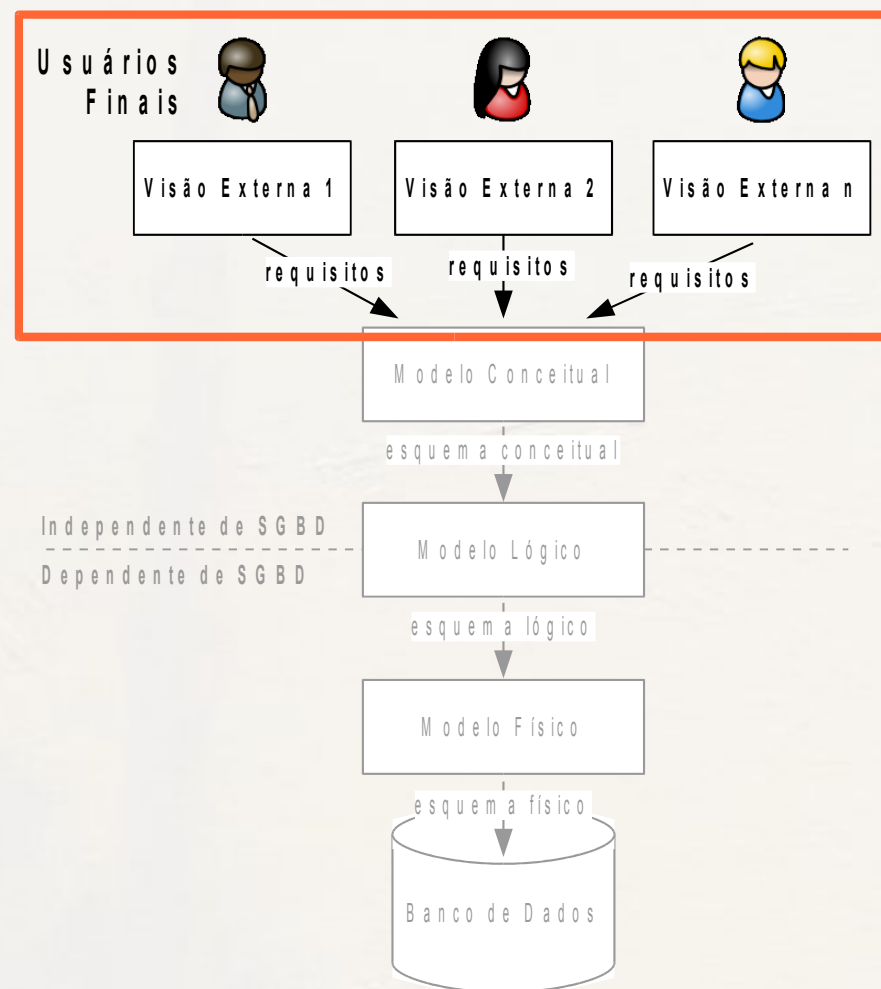 Usuários
Finais
Visão Externa 1
Visão Externa 2
Visão Externa n
requisitos
requisitos
requisitos
Modelo Conceitual
esquema conceitual
Independente de SGBD
Modelo Lógico
Dependente de SGBD
esquema lógico
Modelo Físico
esquema físico
Banco de Dados